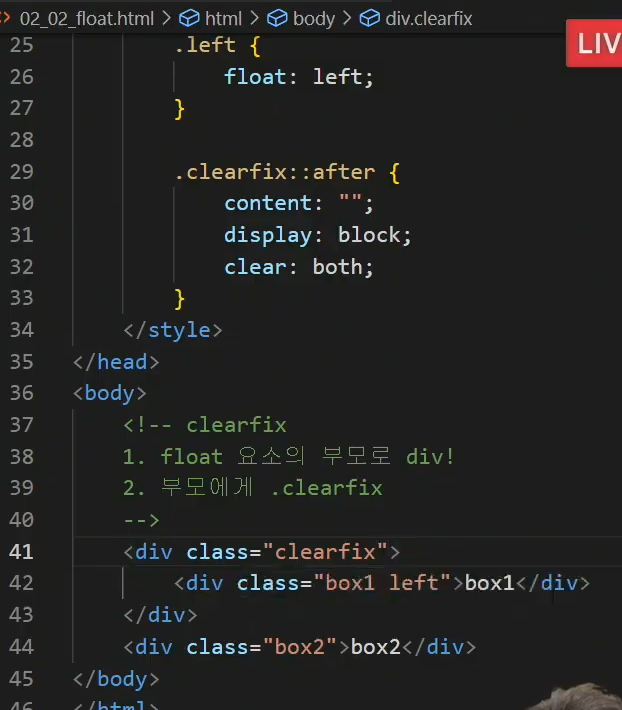 02_02_float.html > html > body > div.clearfix
LIV
25 .left {
26 float: left;
27 }
28
29 .clearfix::after {
30 content: "";
31 display: block;
32 clear: both;
33 }
34 </style>
35 </head>
36 <body>
37 <!-- clearfix
38 1. float 요소의 부모로 div!
39 2. 부모에게 .clearfix
40 -->
41 <div class="clearfix">
42 <div class="box1 left">box1</div>
43 </div>
44 <div class="box2">box2</div>
45 </body>
46 </html>